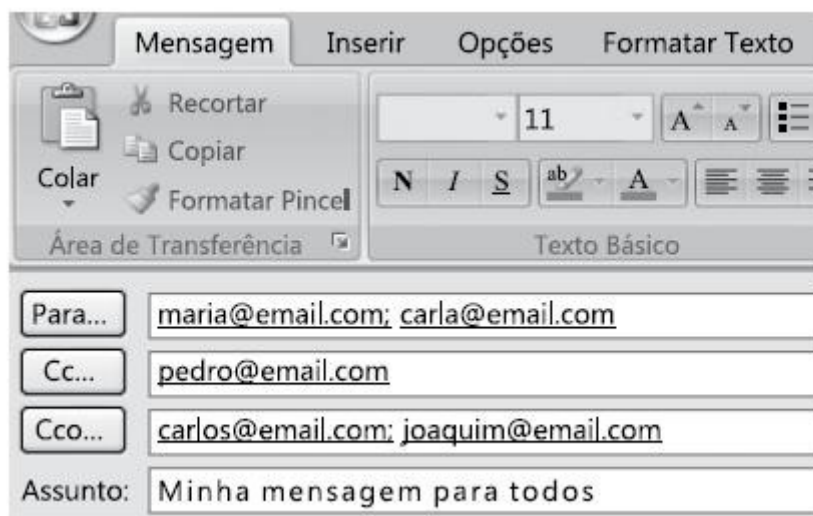 Mensagem Inserir Opções Formatar Texto
Recortar
Copiar
Colar
Formatar Pincel
11 A A
N I S ab A
Área de Transferência Texto Básico
Para... maria@email.com; carla@email.com
Cc... pedro@email.com
Cco... carlos@email.com; joaquim@email.com
Assunto: Minha mensagem para todos